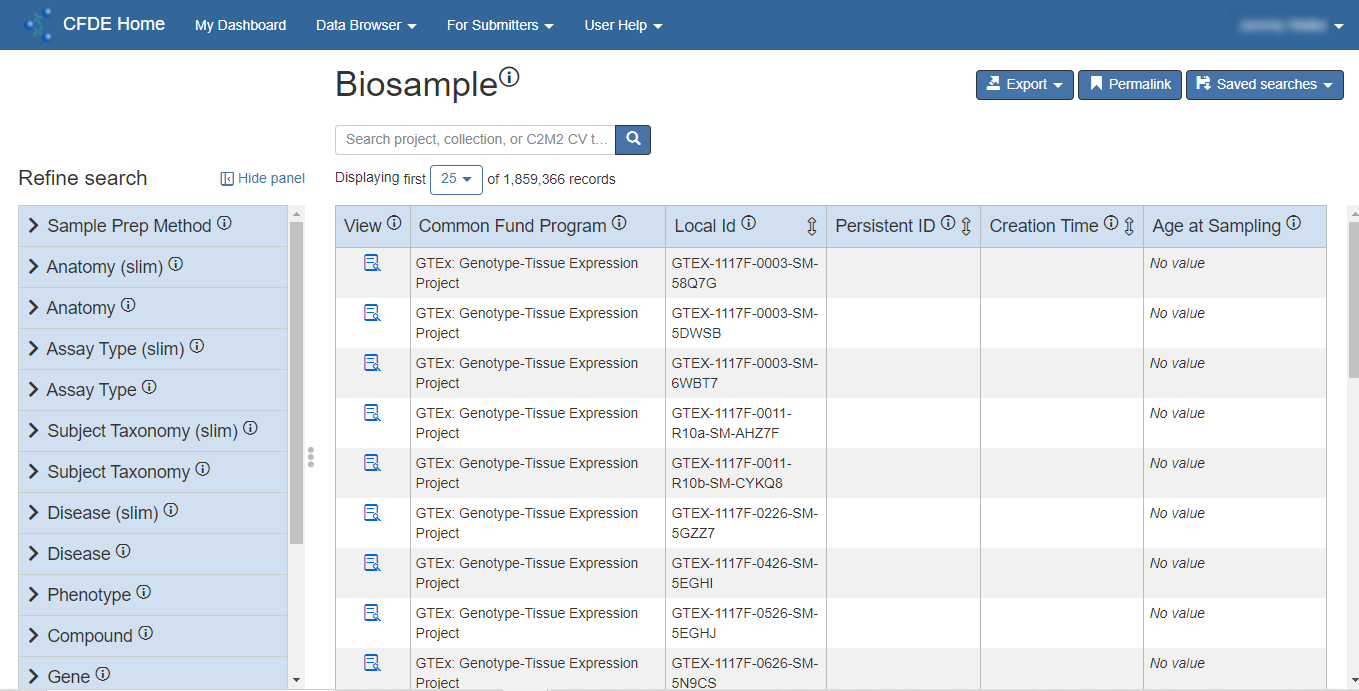 CFDE Home My Dashboard Data Browser For Submitters User Help
Biosample
Export Permalink Saved searches
Search project, collection, or C2M2 CV t...
Refine search Hide panel
Displaying first 25 of 1,859,366 records
Sample Prep Method
Anatomy (slim)
Anatomy
Assay Type (slim)
Assay Type
Subject Taxonomy (slim)
Subject Taxonomy
Disease (slim)
Disease
Phenotype
Compound
Gene
View Common Fund Program Local Id Persistent ID Creation Time Age at Sampling
GTEx: Genotype-Tissue Expression GTEX-1117F-0003-SM- No value
Project 58Q7G
GTEx: Genotype-Tissue Expression GTEX-1117F-0003-SM- No value
Project 5DWSB
GTEx: Genotype-Tissue Expression GTEX-1117F-0003-SM- No value
Project 6WBT7
GTEx: Genotype-Tissue Expression GTEX-1117F-0011- No value
Project R10a-SM-AHZ7F
GTEx: Genotype-Tissue Expression GTEX-1117F-0011- No value
Project R10b-SM-CYKQ8
GTEx: Genotype-Tissue Expression GTEX-1117F-0226-SM- No value
Project 5GZZ7
GTEx: Genotype-Tissue Expression GTEX-1117F-0426-SM- No value
Project 5EGHI
GTEx: Genotype-Tissue Expression GTEX-1117F-0526-SM- No value
Project 5EGHJ
GTEx: Genotype-Tissue Expression GTEX-1117F-0626-SM- No value
Project 5N9CS